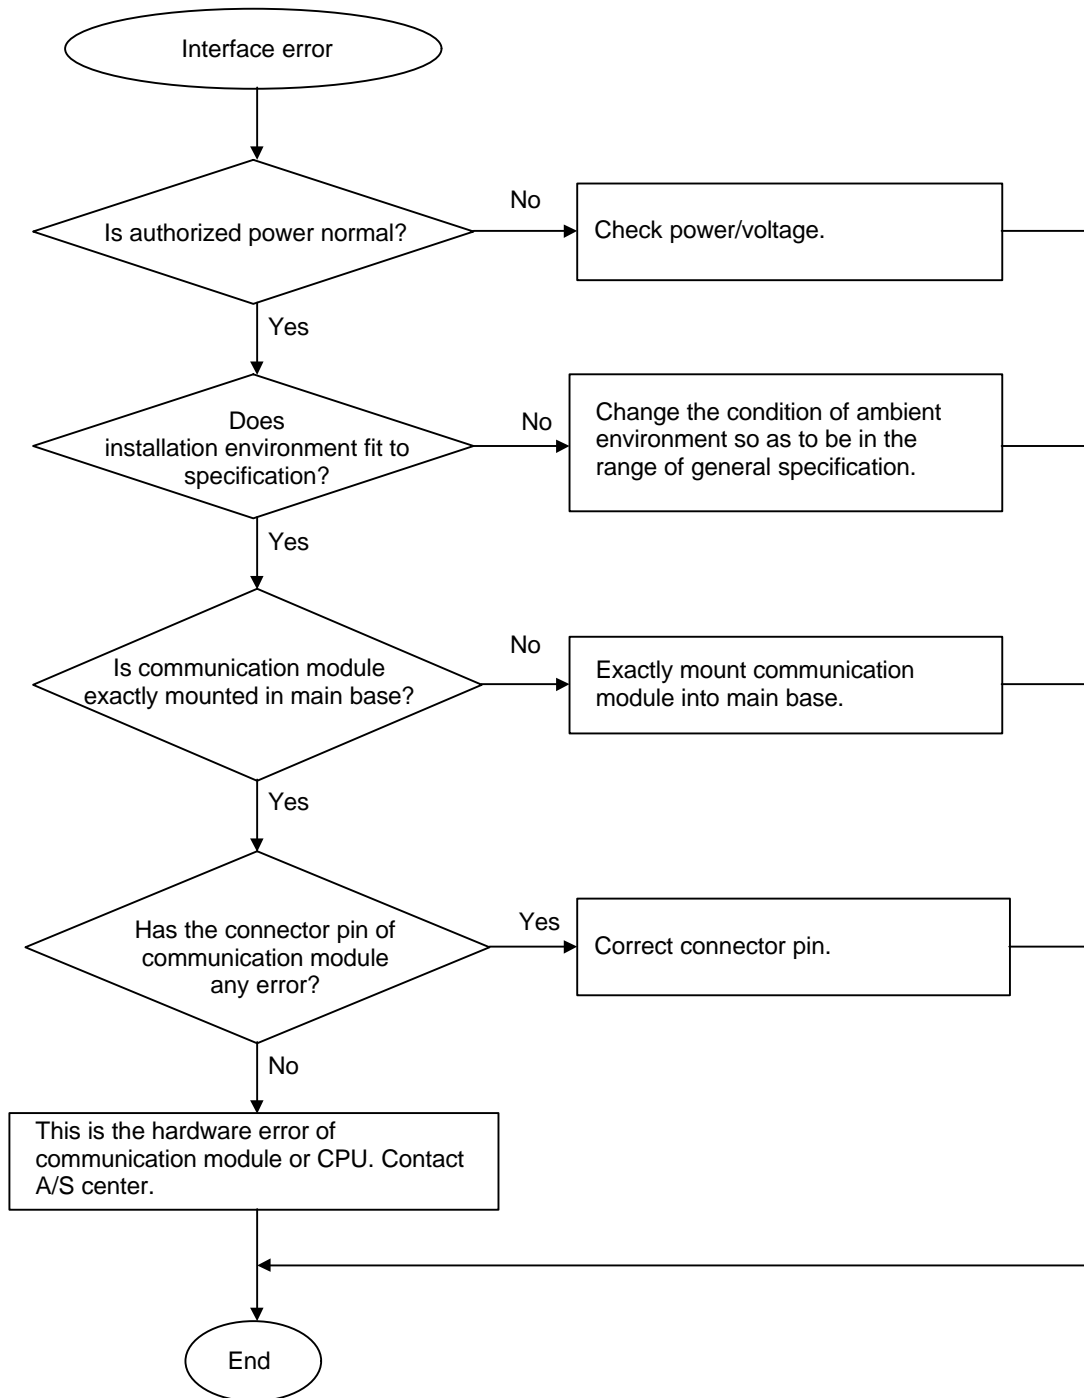 Interface error
No
Is authorized power normal?
Check power/voltage.
Yes
Does
installation environment fit to
specification?
No
Change the condition of ambient
environment so as to be in the
range of general specification.
Yes
Is communication module
exactly mounted in main base?
No
Exactly mount communication
module into main base.
Yes
Has the connector pin of
communication module
any error?
Yes
Correct connector pin.
No
This is the hardware error of
communication module or CPU. Contact
A/S center.
End